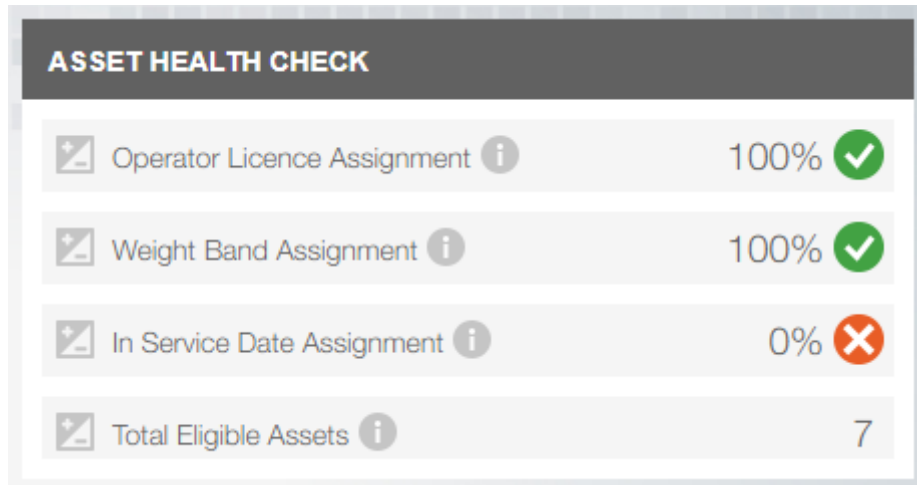 ASSET HEALTH CHECK
Operator Licence Assignment 100%
Weight Band Assignment 100%
In Service Date Assignment 0%
Total Eligible Assets 7